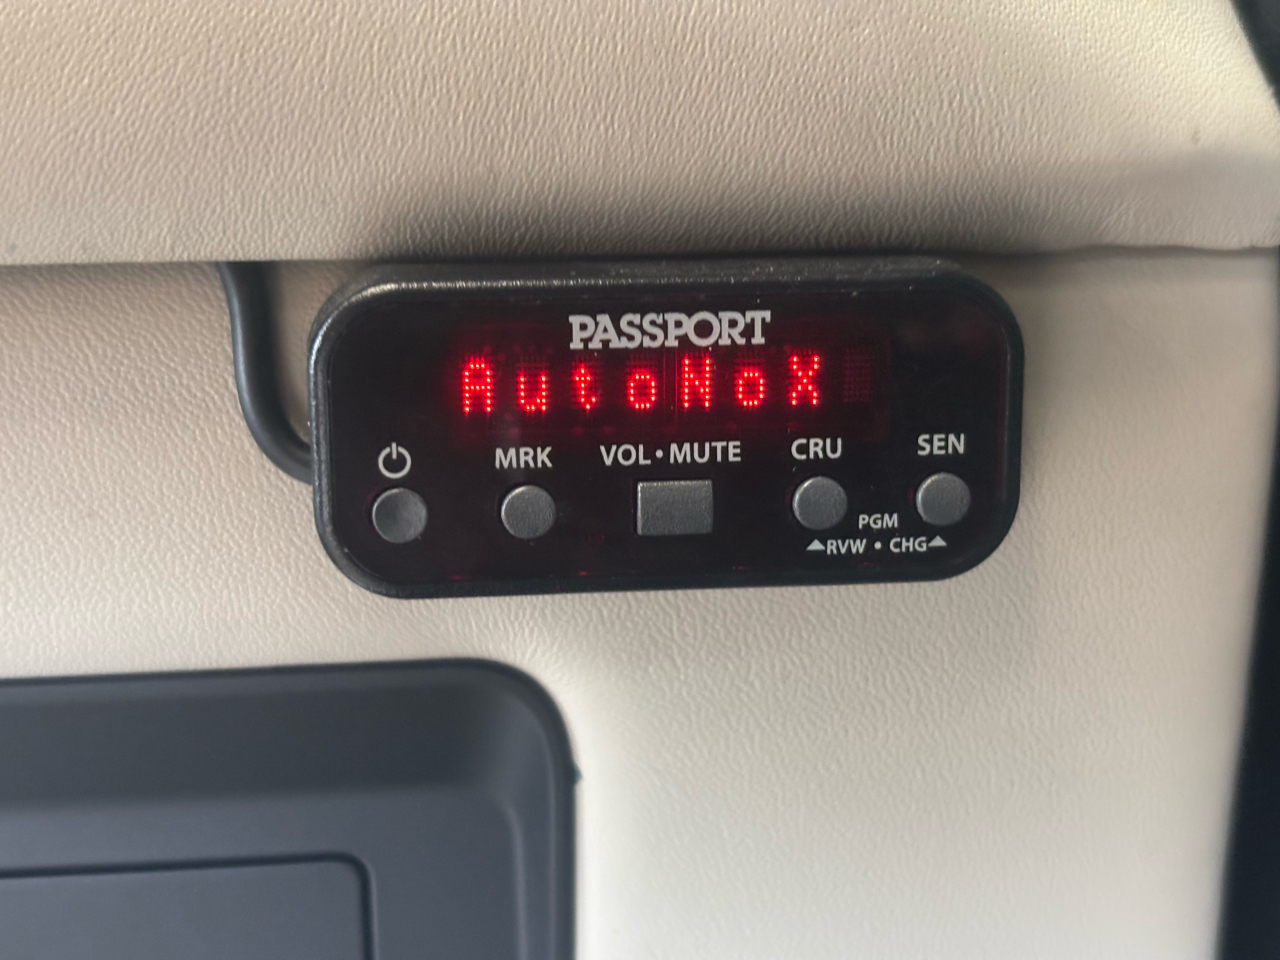 PASSPORT
AutoNoX
MRK VOL•MUTE CRU SEN
PGM
▲RVW • CHG▲